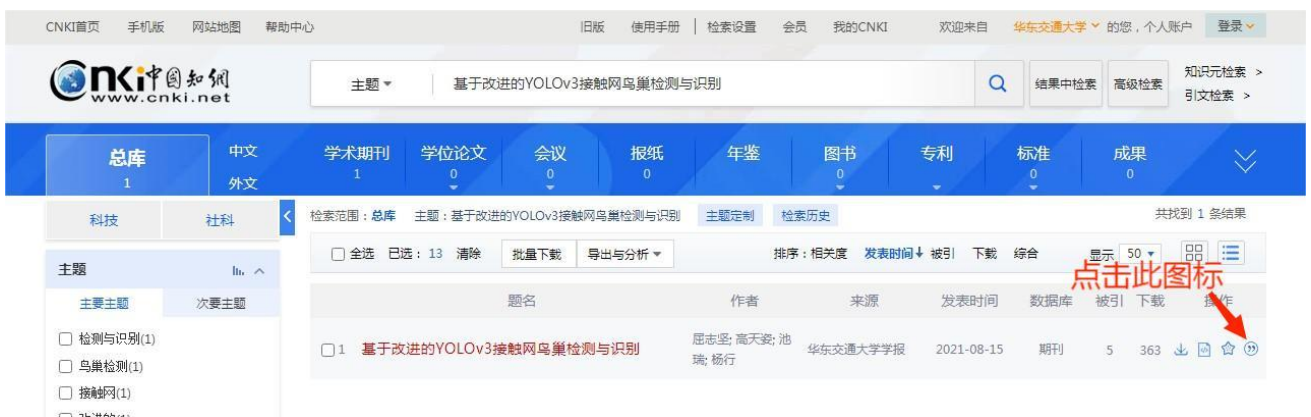 CNKI首页 手机版 网站地图 帮助中心 旧版 使用手册 | 检索设置 会员 我的CNKI 欢迎来自 华东交通大学 的您，个人账户 登录
cnki中国知网
www.cnki.net
主题 基于改进的YOLOv3接触网鸟巢检测与识别 结果中检索 高级检索 知识元检索 >
引文检索 >
总库 中文 学术期刊 学位论文 会议 报纸 年鉴 图书 专利 标准 成果
1 外文 1 0 0 0 0 0 0
科技 社科 检索范围：总库 主题：基于改进的YOLOv3接触网鸟巢检测与识别 主题定制 检索历史 共找到 1 条结果
全选 已选：13 清除 批量下载 导出与分析 排序：相关度 发表时间↓ 被引 下载 综合 显示 50
主题
点击此图标
主要主题 次要主题 题名 作者 来源 发表时间 数据库 被引 下载 操作
检测与识别(1)
1 基于改进的YOLOv3接触网鸟巢检测与识别 屈志坚; 高天姿; 池瑞; 杨行 华东交通大学学报 2021-08-15 期刊 5 363
鸟巢检测(1)
接触网(1)